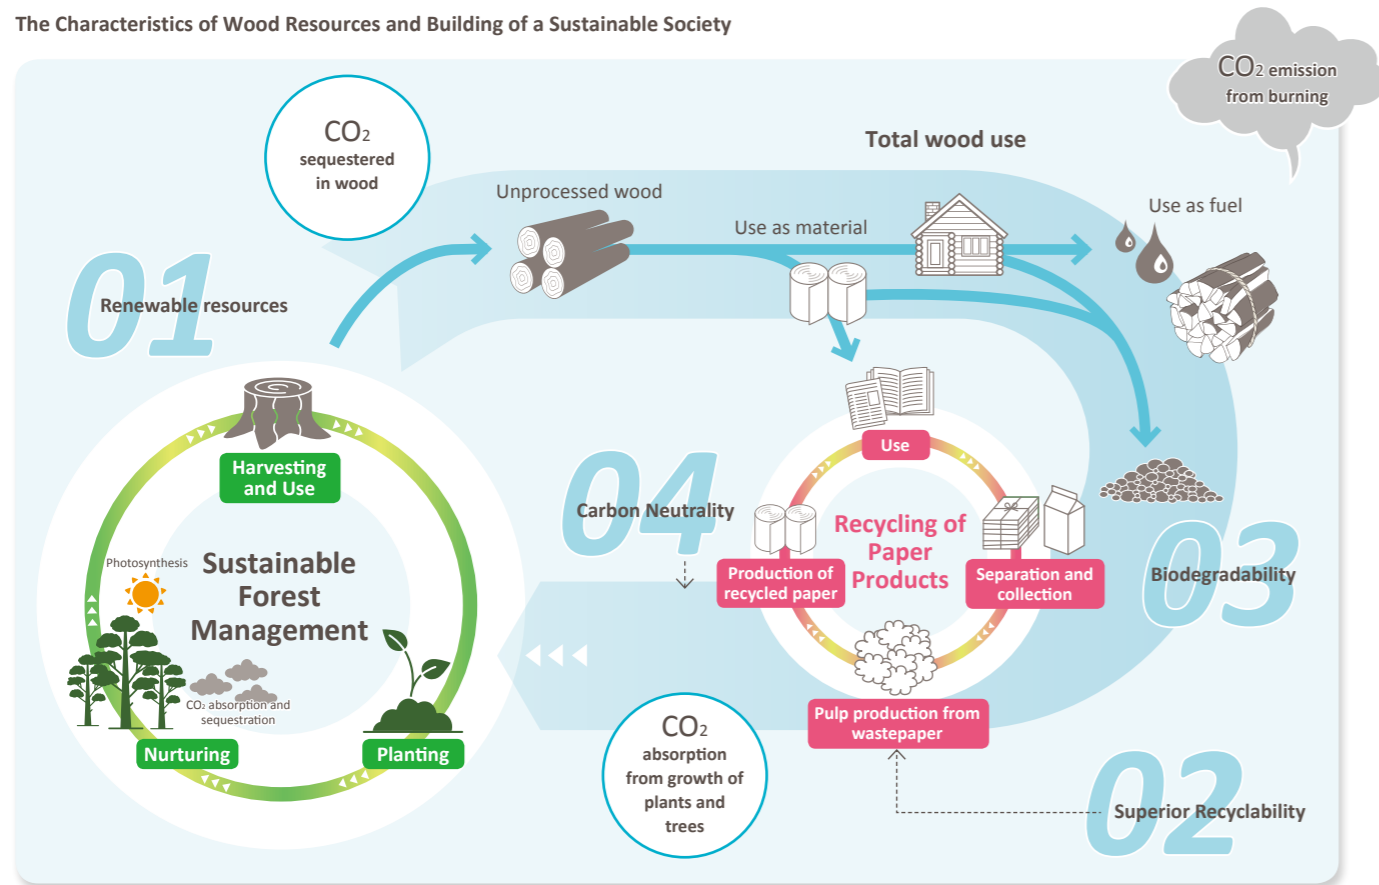 The Characteristics of Wood Resources and Building of a Sustainable Society
CO2 emission
from burning
CO2
sequestered
in wood
Total wood use
Unprocessed wood
Use as material
Use as fuel
01
Renewable resources
Harvesting
and Use
Photosynthesis
Sustainable
Forest
Management
CO2 absorption and
sequestration
Nurturing
Planting
04
Carbon Neutrality
Use
Recycling of
Paper
Products
Production of
recycled paper
Separation and
collection
Pulp production from
wastepaper
03
Biodegradability
CO2
absorption
from growth of
plants and
trees
02
Superior Recyclability